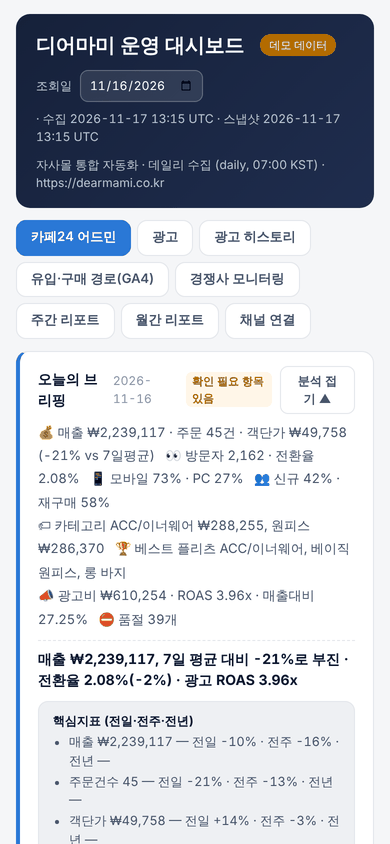 디어마미 운영 대시보드 데모 데이터
조회일 11/16/2026
· 수집 2026-11-17 13:15 UTC · 스냅샷 2026-11-17
13:15 UTC
자사몰 통합 자동화 · 데일리 수집 (daily, 07:00 KST) ·
https://dearmami.co.kr
카페24 어드민 광고 광고 히스토리
유입·구매 경로(GA4) 경쟁사 모니터링
주간 리포트 월간 리포트 채널 연결
오늘의 브
리핑
2026-
11-16
확인 필요 항목
있음
분석 접
기 ▲
💰 매출 ₩2,239,117 · 주문 45건 · 객단가 ₩49,758
(-21% vs 7일평균) 👀 방문자 2,162 · 전환율
2.08% 📱 모바일 73% · PC 27% 👥 신규 42% ·
재구매 58%
🏷 카테고리 ACC/이너웨어 ₩288,255, 원피스
₩286,370 🏆 베스트 플리츠 ACC/이너웨어, 베이직
원피스, 롱 바지
📣 광고비 ₩610,254 · ROAS 3.96x · 매출대비
27.25% ⛔ 품절 39개
매출 ₩2,239,117, 7일 평균 대비 -21%로 부진 ·
전환율 2.08%(-2%) · 광고 ROAS 3.96x
핵심지표 (전일·전주·전년)
• 매출 ₩2,239,117 — 전일 -10% · 전주 -16% ·
전년 —
• 주문건수 45 — 전일 -21% · 전주 -13% · 전년
—
• 객단가 ₩49,758 — 전일 +14% · 전주 -3% · 전
년 —